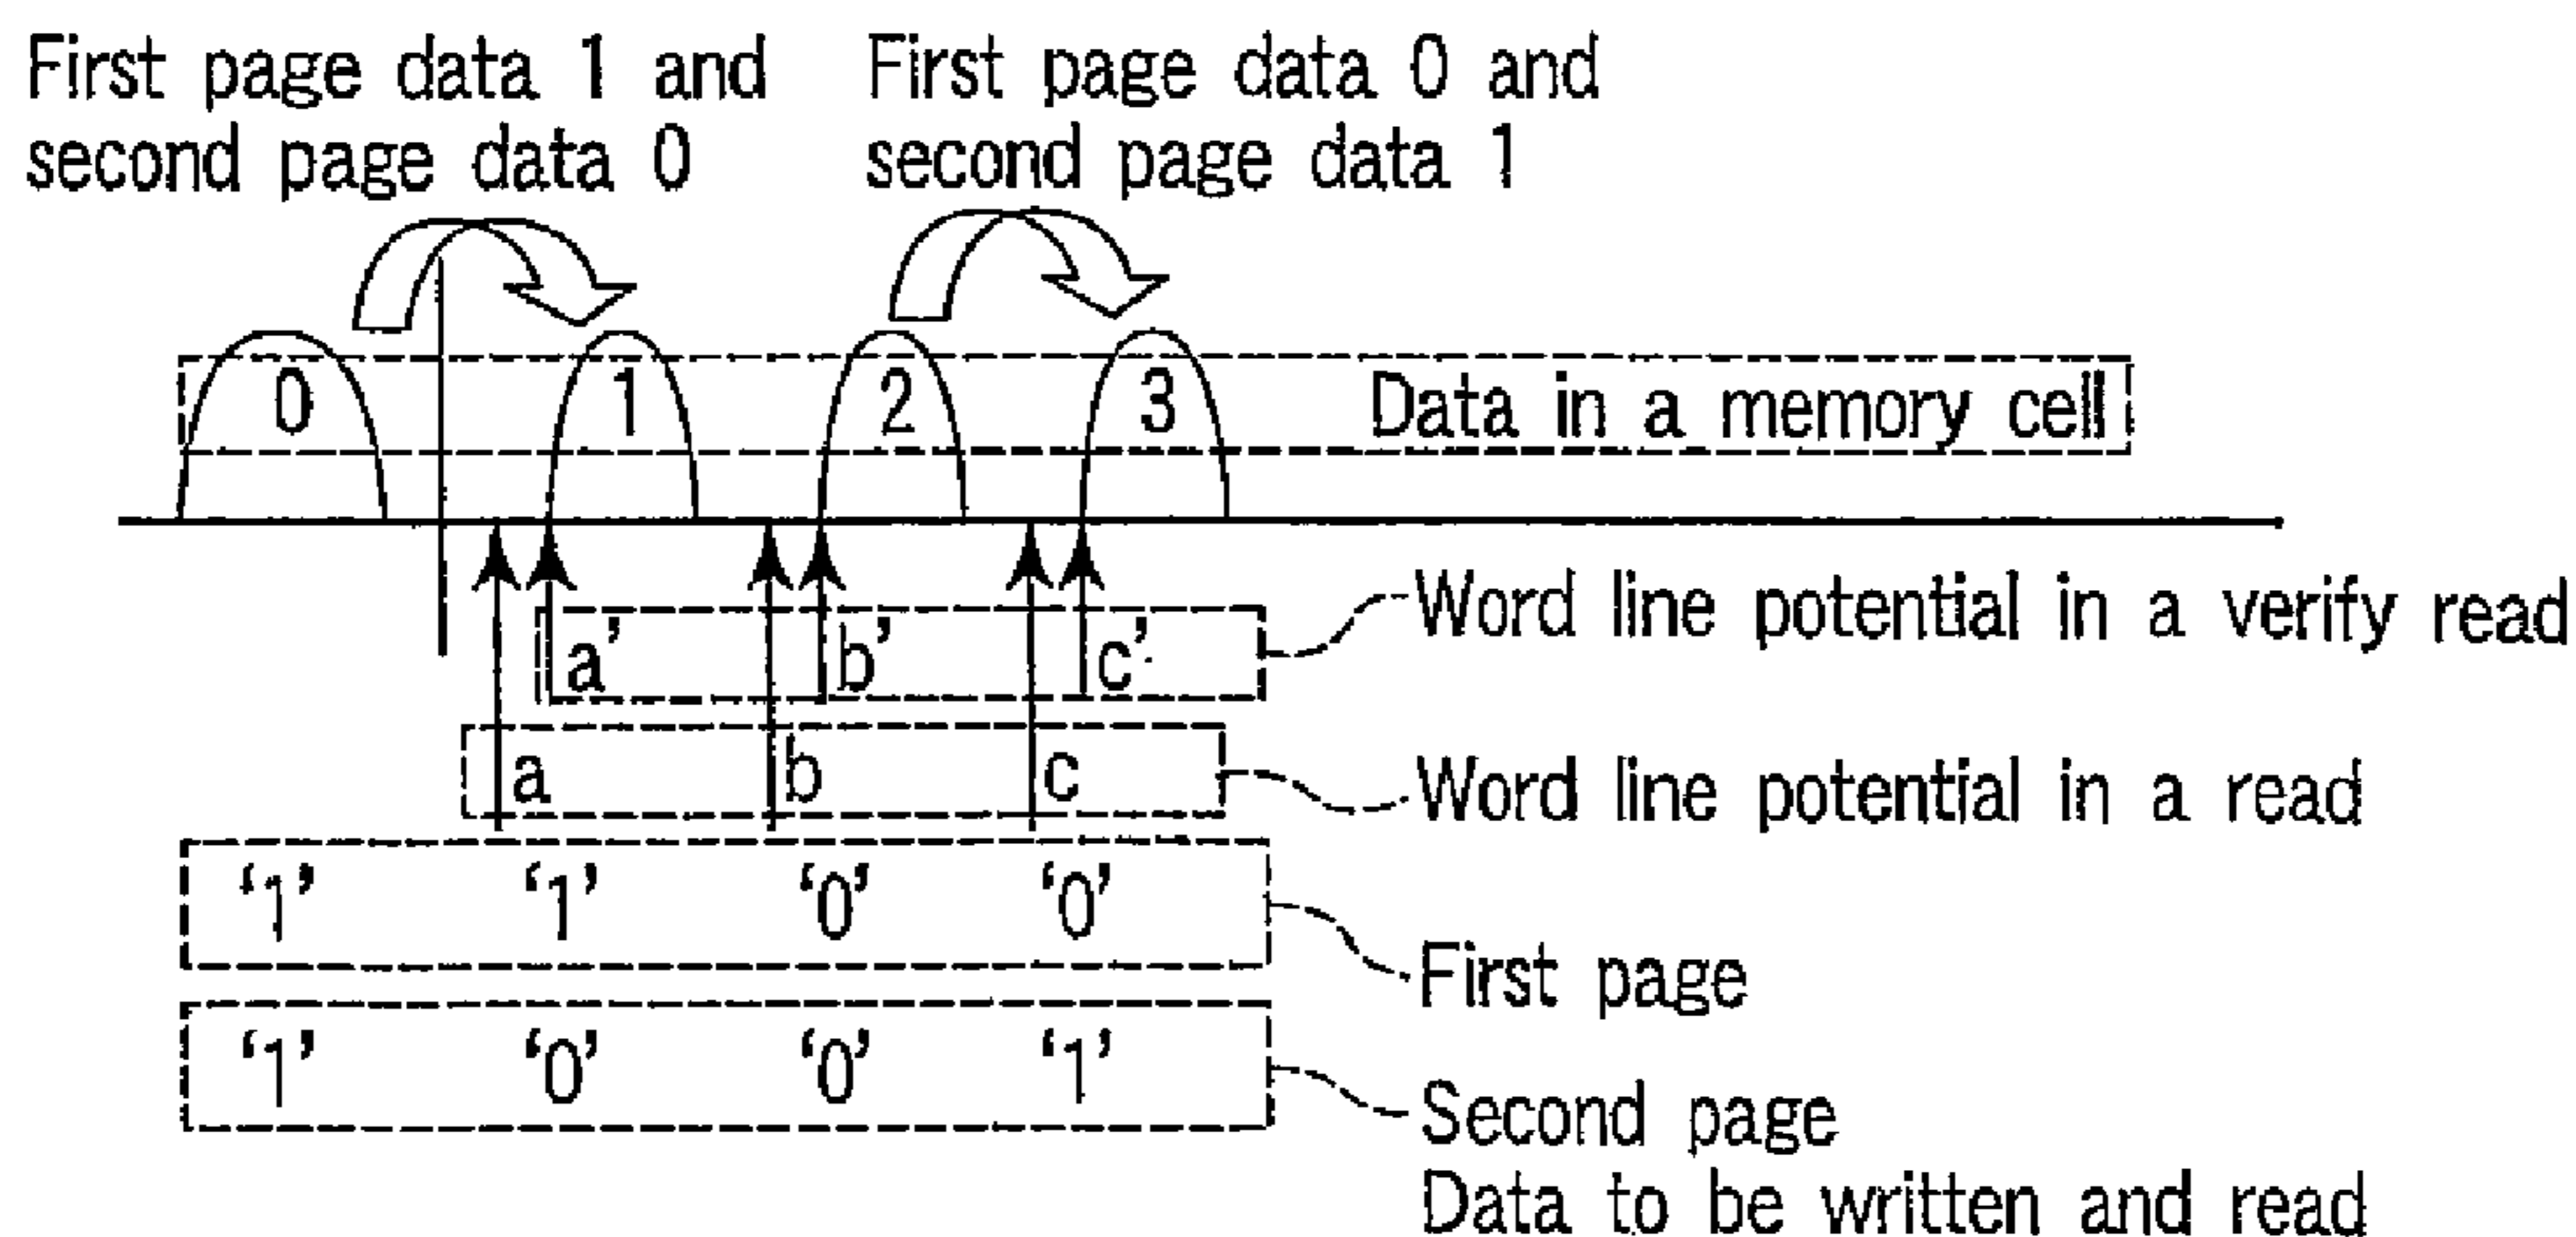 First page data 1 and
second page data 0
First page data 0 and
second page data 1
0 1 2 3 Data in a memory cell
a' b' c' Word line potential in a verify read
a b c Word line potential in a read
‘1’ ‘1’ ‘0’ ‘0’
First page
‘1’ ‘0’ ‘0’ ‘1’
Second page
Data to be written and read